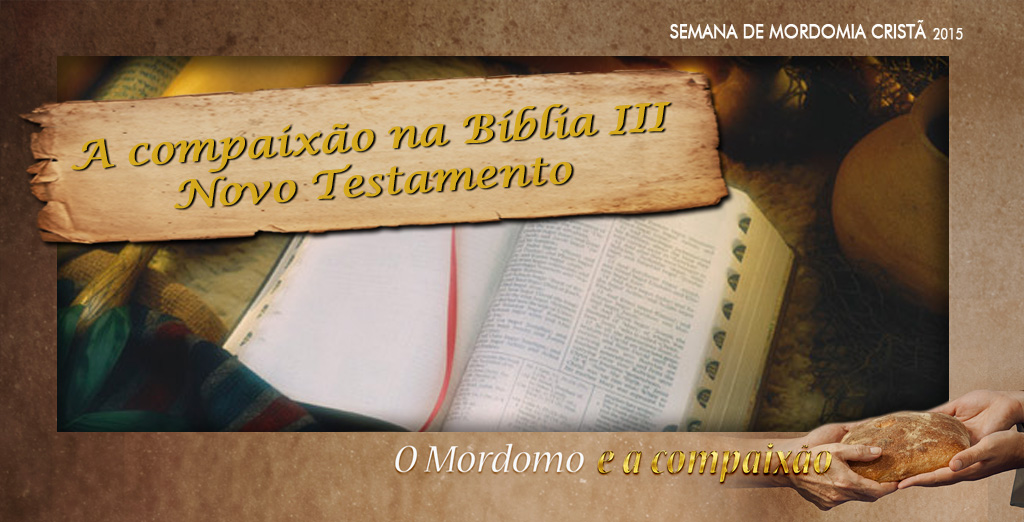 SEMANA DE MORDOMIA CRISTÃ 2015
A compaixão na Bíblia III
Novo Testamento
O Mordomo e a compaixão